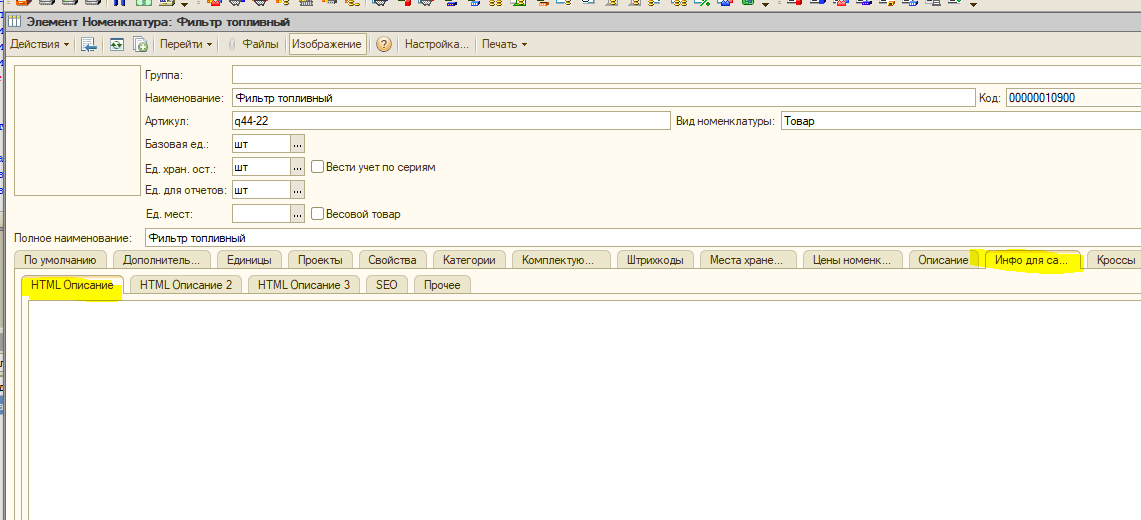 Элемент Номенклатура: Фильтр топливный
Действия Перейти Файлы Изображение Настройка... Печать
Группа:
Наименование: Фильтр топливный Код: 00000010900
Артикул: q44-22 Вид номенклатуры: Товар
Базовая ед.: шт ...
Ед. хран. ост.: шт ... Вести учет по сериям
Ед. для отчетов: шт ...
Ед. мест: ... Весовой товар
Полное наименование: Фильтр топливный
По умолчанию Дополнитель... Единицы Проекты Свойства Категории Комплектую... Штрихкоды Места хране... Цены номенк... Описание Инфо для са... Кроссы
HTML Описание HTML Описание 2 HTML Описание 3 SEO Прочее